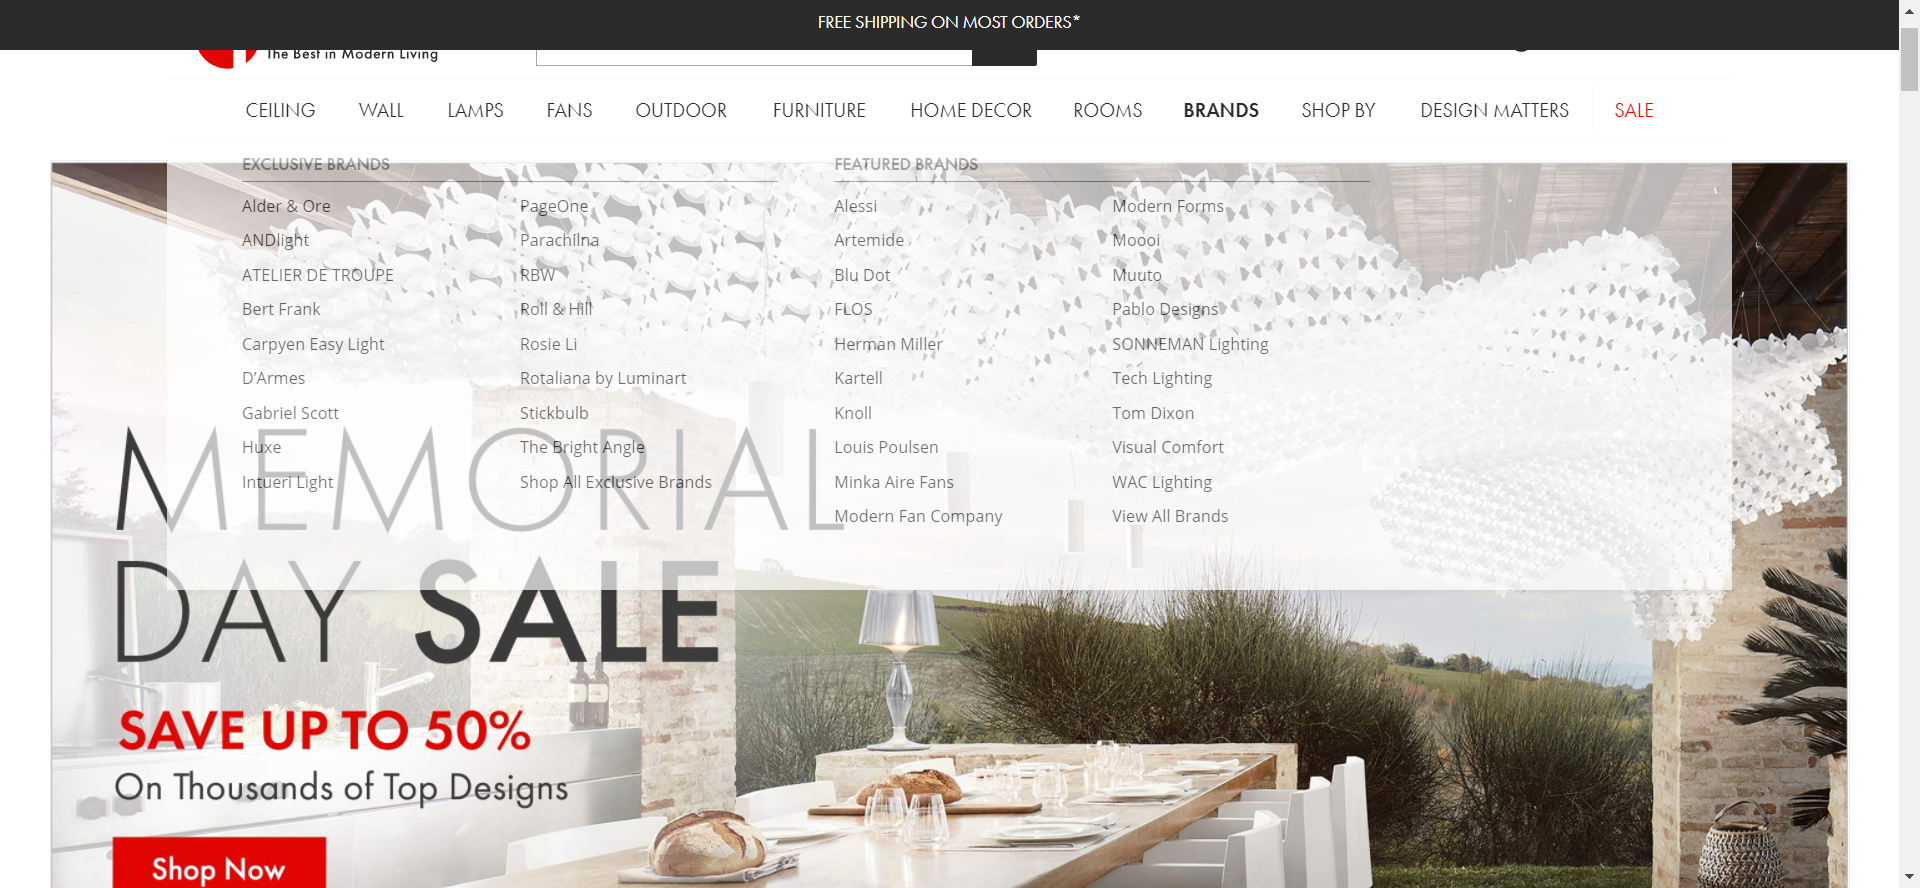 FREE SHIPPING ON MOST ORDERS*
The Best in Modern Living
CEILING WALL LAMPS FANS OUTDOOR FURNITURE HOME DECOR ROOMS BRANDS SHOP BY DESIGN MATTERS SALE
EXCLUSIVE BRANDS
Alder & Ore
ANDlight
ATELIER DE TROUPE
Bert Frank
Carpyen Easy Light
D’Armes
Gabriel Scott
Huxe
Intueri Light
PageOne
Parachilna
RBW
Roll & Hill
Rosie Li
Rotaliana by Luminart
Stickbulb
The Bright Angle
Shop All Exclusive Brands
FEATURED BRANDS
Alessi
Artemide
Blu Dot
FLOS
Herman Miller
Kartell
Knoll
Louis Poulsen
Minka Aire Fans
Modern Fan Company
Modern Forms
Moooi
Muuto
Pablo Designs
SONNEMAN Lighting
Tech Lighting
Tom Dixon
Visual Comfort
WAC Lighting
View All Brands
MEMORIAL
DAY SALE
SAVE UP TO 50%
On Thousands of Top Designs
Shop Now